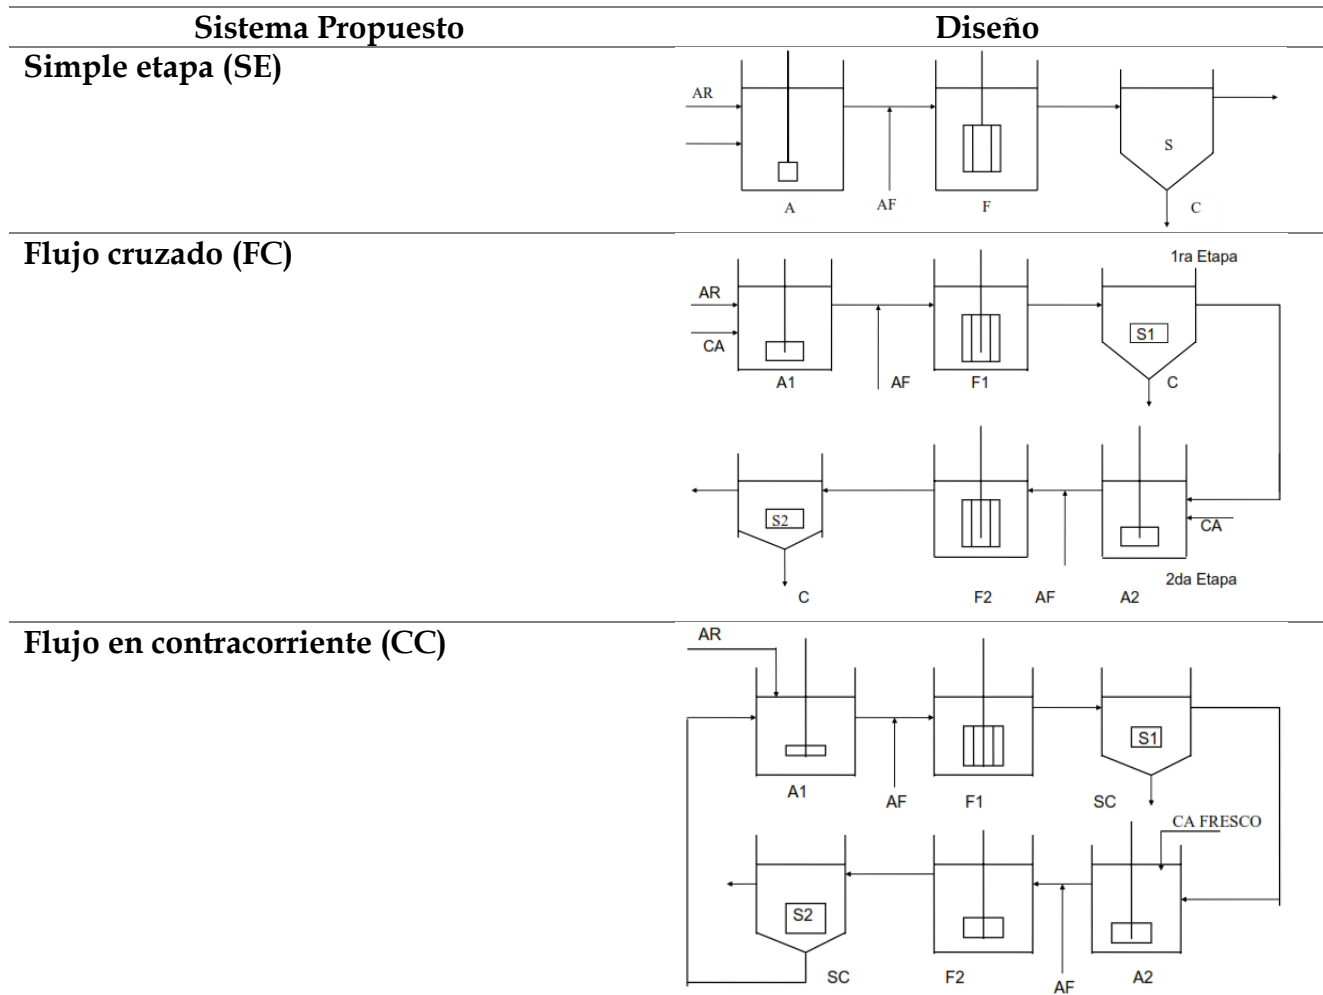 Sistema Propuesto Diseño
Simple etapa (SE)
AR
S
A AF F C
Flujo cruzado (FC)
1ra Etapa
AR
S1
CA
A1 AF F1 C
S2
CA
2da Etapa
C F2 AF A2
Flujo en contracorriente (CC)
AR
S1
A1 AF F1 SC
CA FRESCO
S2
SC F2 AF A2